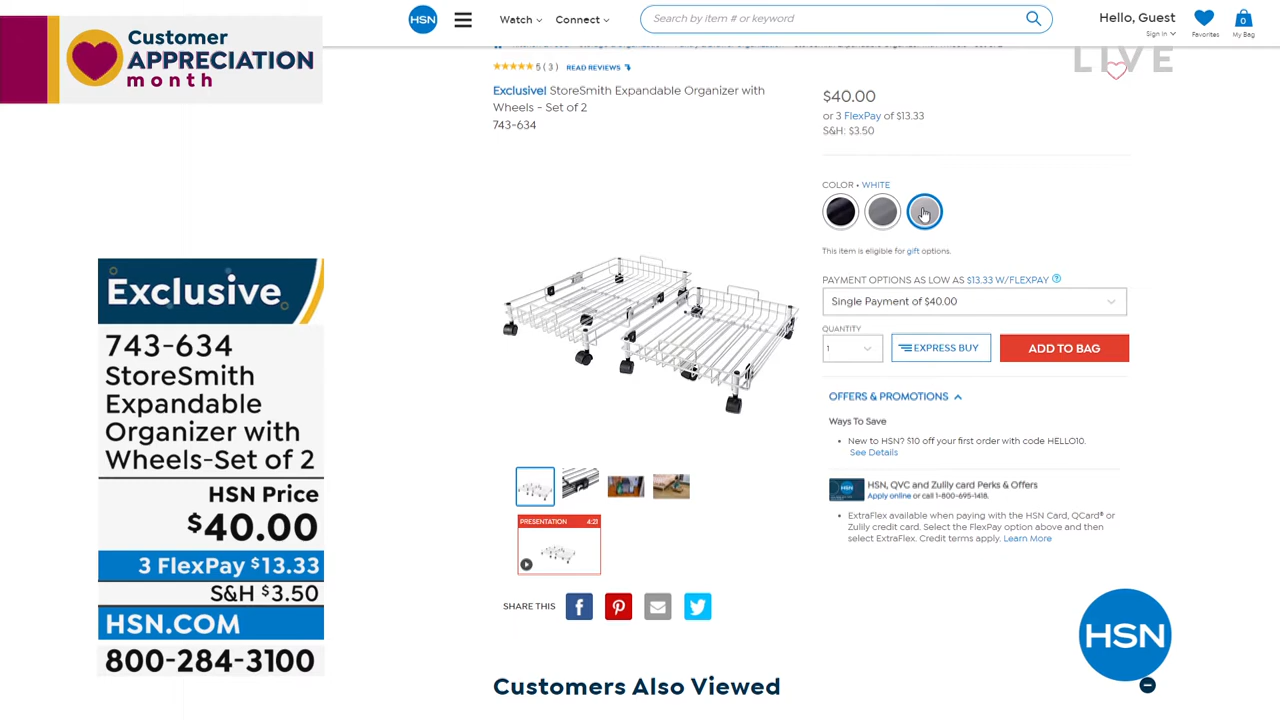 Customer
APPRECIATION
month
HSN
Watch
Connect
Search by item # or keyword
Hello, Guest
Sign In
Favorites
0
My Bag
LIVE
5 ( 3 ) READ REVIEWS
Exclusive! StoreSmith Expandable Organizer with
Wheels - Set of 2
743-634
$40.00
or 3 FlexPay of $13.33
S&H: $3.50
COLOR • WHITE
This item is eligible for gift options.
PAYMENT OPTIONS AS LOW AS $13.33 W/FLEXPAY ?
Single Payment of $40.00
QUANTITY
1
EXPRESS BUY
ADD TO BAG
OFFERS & PROMOTIONS
Ways To Save
• New to HSN? $10 off your first order with code HELLO10.
See Details
HSN
HSN, QVC and Zulily card Perks & Offers
Apply online or call 1-800-695-1418.
• ExtraFlex available when paying with the HSN Card, QCard® or
Zulily credit card. Select the FlexPay option above and then
select ExtraFlex. Credit terms apply. Learn More
PRESENTATION 4:21
SHARE THIS
Customers Also Viewed
Exclusive
743-634
StoreSmith
Expandable
Organizer with
Wheels-Set of 2
HSN Price
$40.00
3 FlexPay $13.33
S&H $3.50
HSN.COM
800-284-3100
HSN